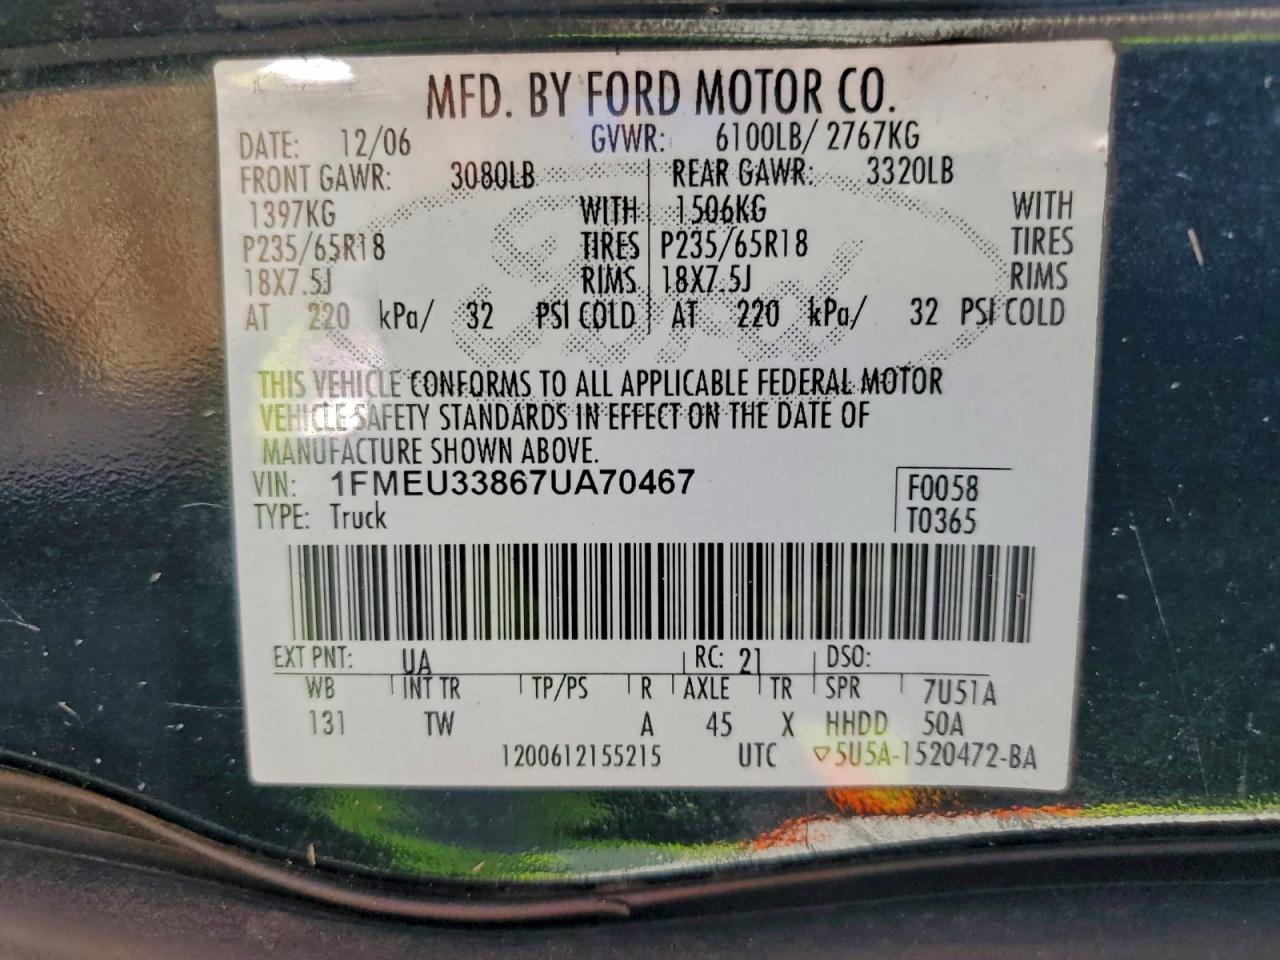 MFD. BY FORD MOTOR CO.
DATE: 12/06 GVWR: 6100LB/ 2767KG
FRONT GAWR: 3080LB REAR GAWR: 3320LB
1397KG WITH 1506KG WITH
P235/65R18 TIRES P235/65R18 TIRES
18X7.5J RIMS 18X7.5J RIMS
AT 220 kPa/ 32 PSI COLD AT 220 kPa/ 32 PSI COLD
Ford
THIS VEHICLE CONFORMS TO ALL APPLICABLE FEDERAL MOTOR
VEHICLE SAFETY STANDARDS IN EFFECT ON THE DATE OF
MANUFACTURE SHOWN ABOVE.
VIN: 1FMEU33867UA70467 F0058
TYPE: Truck T0365
EXT PNT: UA RC: 21 DSO:
WB INT TR TP/PS R AXLE TR SPR 7U51A
131 TW A 45 X HHDD 50A
1200612155215 UTC ▽5U5A-1520472-BA